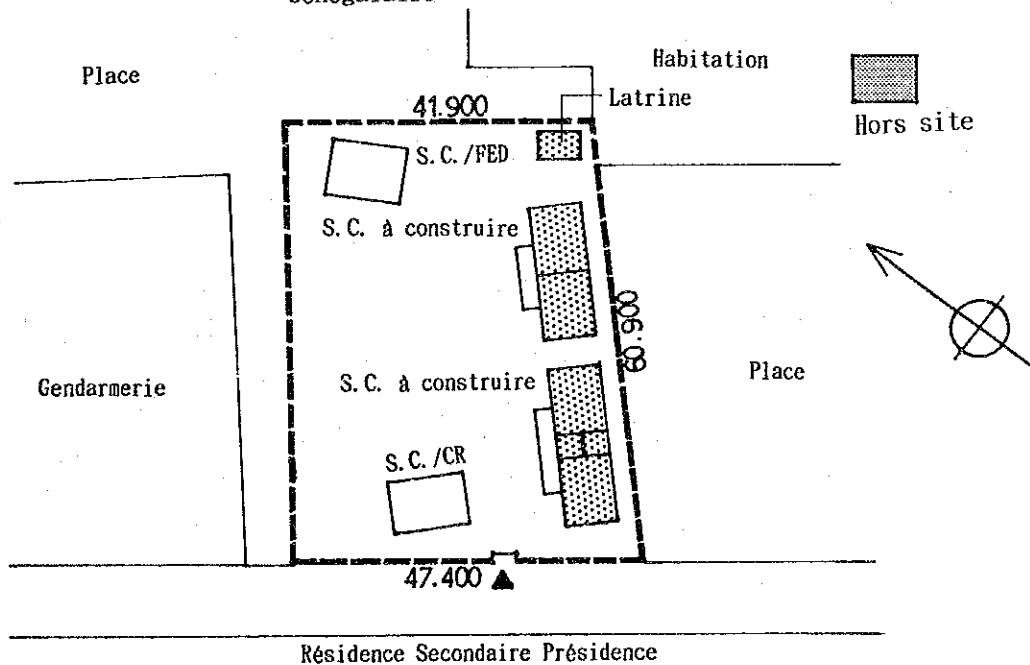 Place
Habitation
Latrine
41.900
Hors site
S.C./FED
S.C. à construire
60.900
Gendarmerie
S.C. à construire
Place
S.C./CR
47.400
Résidence Secondaire Présidence